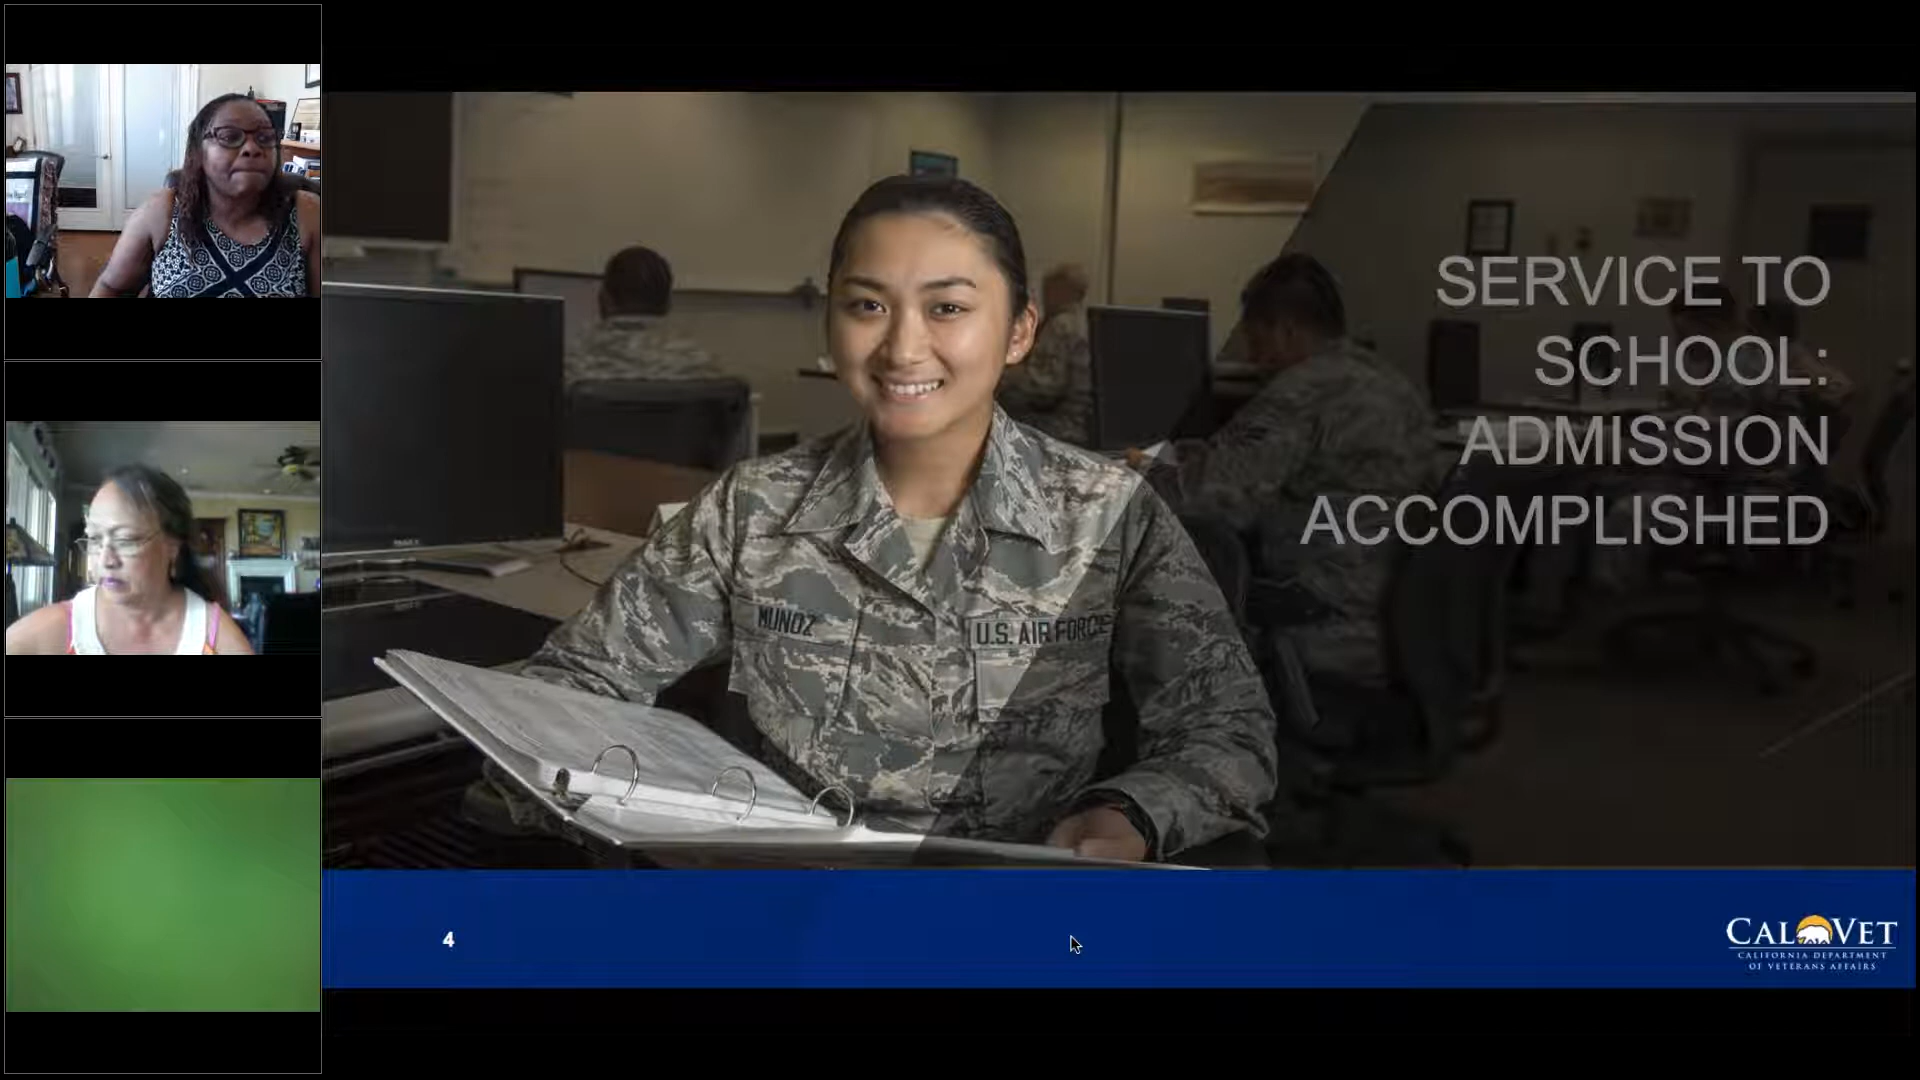 SERVICE TO
SCHOOL:
ADMISSION
ACCOMPLISHED
MUNOZ
U.S. AIR FORCE
4
CALVET
CALIFORNIA DEPARTMENT
OF VETERANS AFFAIRS